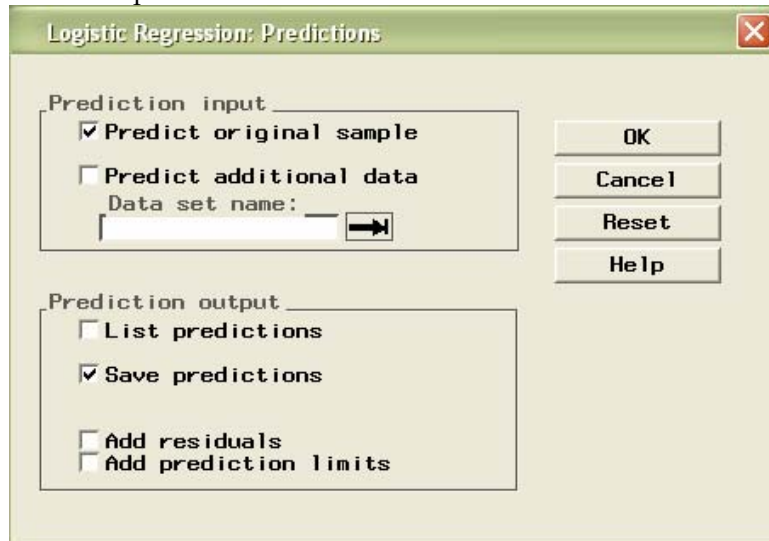 Logistic Regression: Predictions
Prediction input
Predict original sample
Predict additional data
Data set name:
OK
Cancel
Reset
Help
Prediction output
List predictions
Save predictions
Add residuals
Add prediction limits